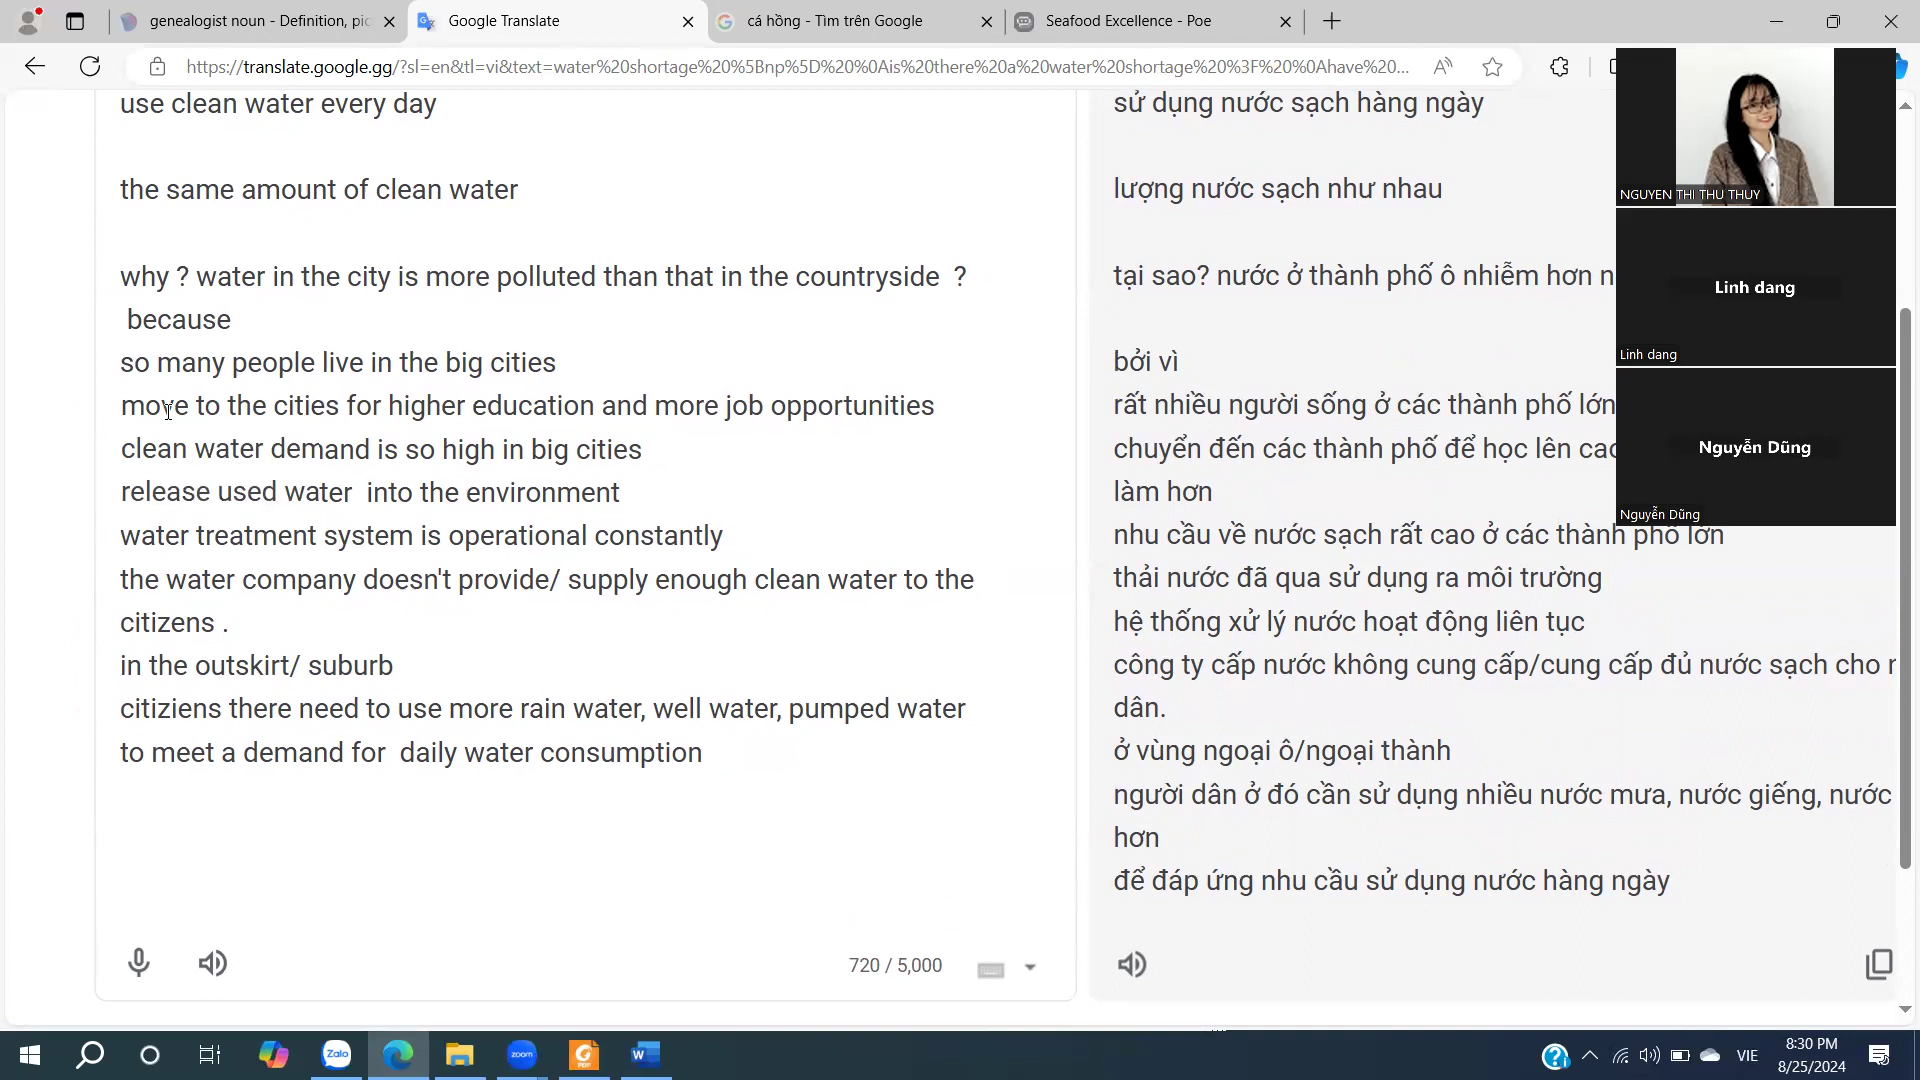 genealogist noun - Definition, pic
Google Translate
cá hồng - Tìm trên Google
Seafood Excellence - Poe
https://translate.google.gg/?sl=en&tl=vi&text=water%20shortage%20%5Bnp%5D%20%0Ais%20there%20a%20water%20shortage%20%3F%20%0Ahave%20...
use clean water every day
the same amount of clean water
why ? water in the city is more polluted than that in the countryside ?
because
so many people live in the big cities
move to the cities for higher education and more job opportunities
clean water demand is so high in big cities
release used water into the environment
water treatment system is operational constantly
the water company doesn't provide/ supply enough clean water to the
citizens .
in the outskirt/ suburb
citiziens there need to use more rain water, well water, pumped water
to meet a demand for daily water consumption
720 / 5,000
sử dụng nước sạch hàng ngày
lượng nước sạch như nhau
tại sao? nước ở thành phố ô nhiễm hơn n
bởi vì
rất nhiều người sống ở các thành phố lớn
chuyển đến các thành phố để học lên cao
làm hơn
nhu cầu về nước sạch rất cao ở các thành phố lớn
thải nước đã qua sử dụng ra môi trường
hệ thống xử lý nước hoạt động liên tục
công ty cấp nước không cung cấp/cung cấp đủ nước sạch cho
dân.
ở vùng ngoại ô/ngoại thành
người dân ở đó cần sử dụng nhiều nước mưa, nước giếng, nước
hơn
để đáp ứng nhu cầu sử dụng nước hàng ngày
NGUYEN THI THU THUY
Linh dang
Linh dang
Nguyễn Dũng
Nguyễn Dũng
Zalo
zoom
VIE
8:30 PM
8/25/2024